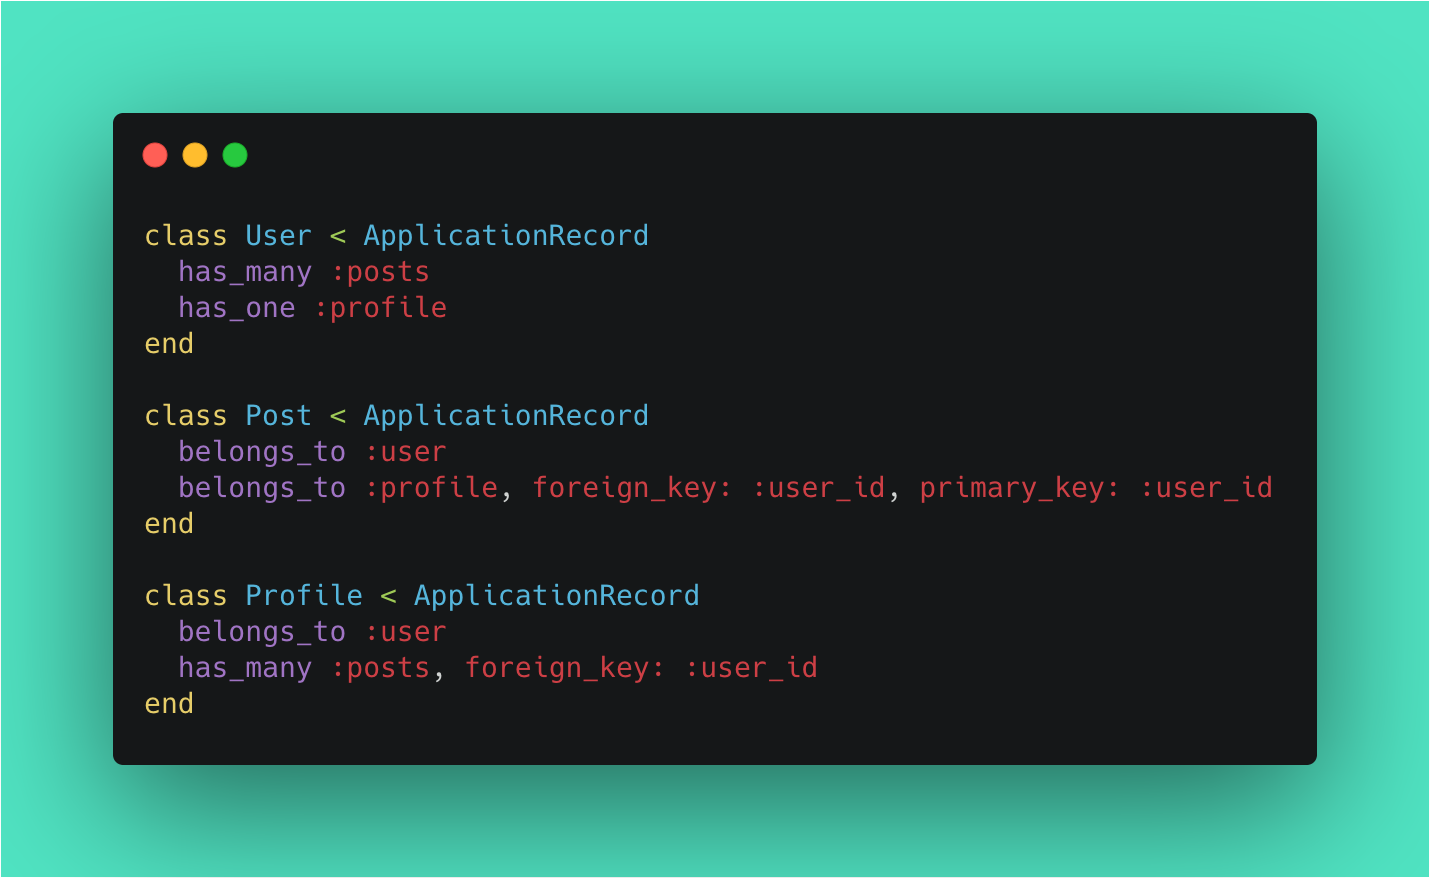 class User < ApplicationRecord
  has_many :posts
  has_one :profile
end

class Post < ApplicationRecord
  belongs_to :user
  belongs_to :profile, foreign_key: :user_id, primary_key: :user_id
end

class Profile < ApplicationRecord
  belongs_to :user
  has_many :posts, foreign_key: :user_id
end